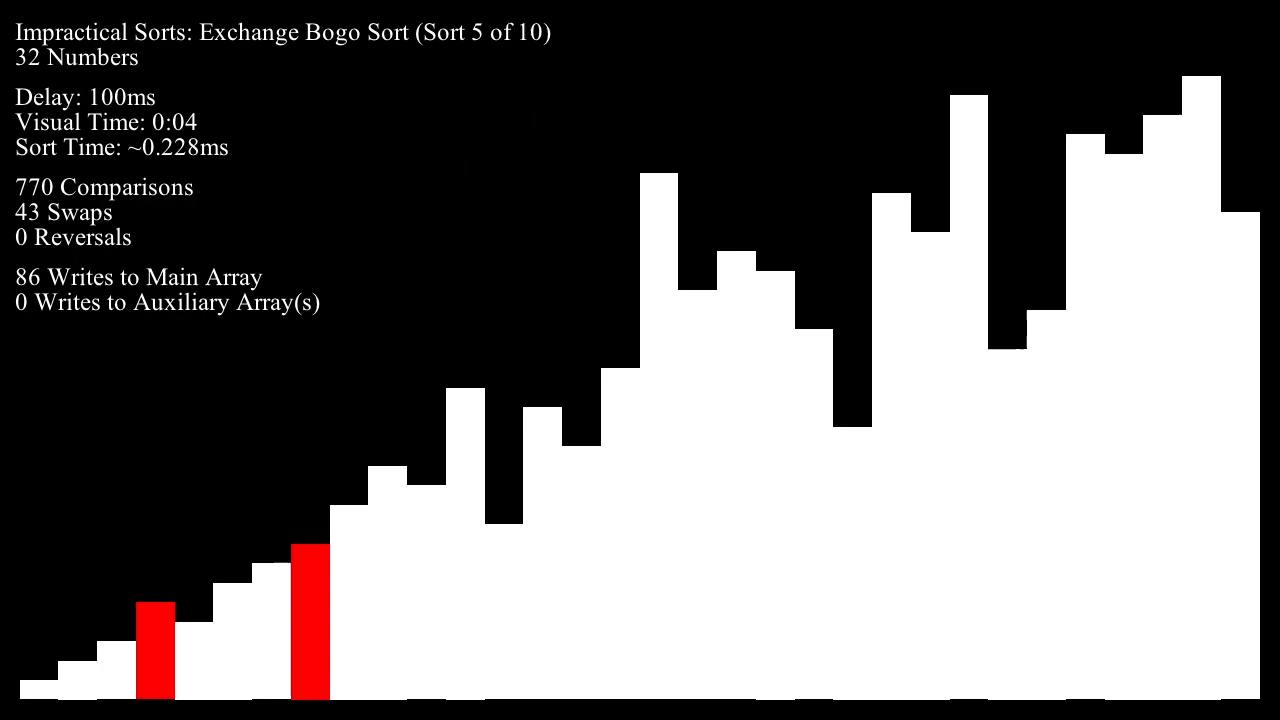 Impractical Sorts: Exchange Bogo Sort (Sort 5 of 10)
32 Numbers
Delay: 100ms
Visual Time: 0:04
Sort Time: ~0.228ms
770 Comparisons
43 Swaps
0 Reversals
86 Writes to Main Array
0 Writes to Auxiliary Array(s)